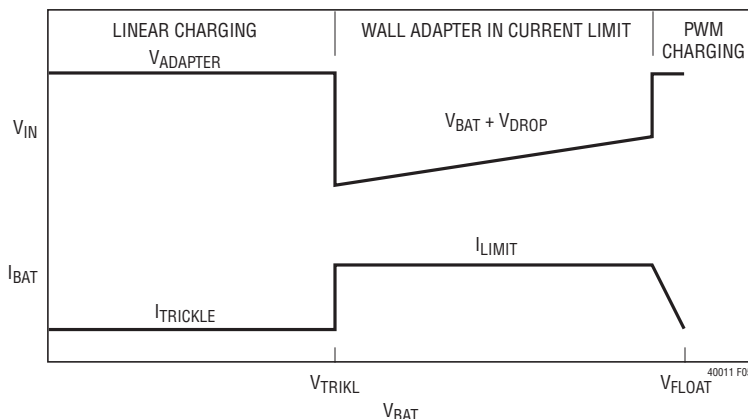 LINEAR CHARGING
WALL ADAPTER IN CURRENT LIMIT
PWM
CHARGING
VADAPTER
VIN
VBAT + VDROP
ILIMIT
IBAT
ITRICKLE
VTRIKL
VFLOAT
VBAT